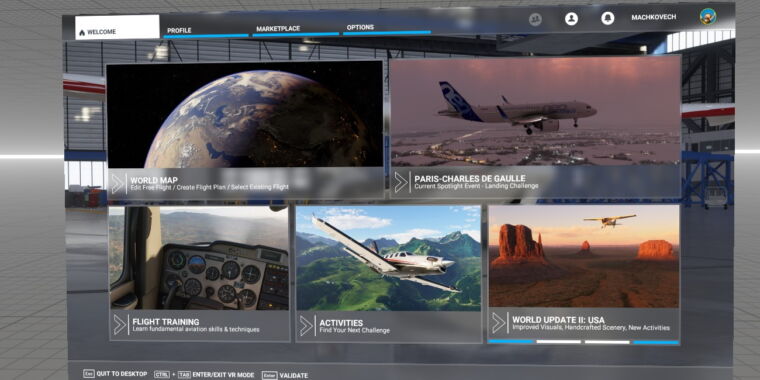 WELCOME
PROFILE
MARKETPLACE
OPTIONS
MACHKOVECH
WORLD MAP
Edit Free Flight / Create Flight Plan / Select Existing Flight
PARIS-CHARLES DE GAULLE
Current Spotlight Event - Landing Challenge
FLIGHT TRAINING
Learn fundamental aviation skills & techniques
ACTIVITIES
Find Your Next Challenge
WORLD UPDATE II: USA
Improved Visuals, Handcrafted Scenery, New Activities
Esc QUIT TO DESKTOP CTRL + TAB ENTER/EXIT VR MODE Enter VALIDATE